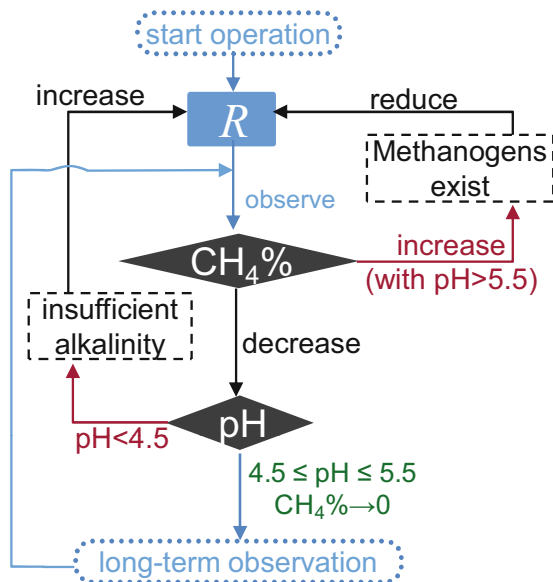 start operation
increase
R
reduce
Methanogens
exist
observe
CH₄%
increase
(with pH>5.5)
insufficient
alkalinity
decrease
pH<4.5
pH
4.5 ≤ pH ≤ 5.5
CH₄%→0
long-term observation